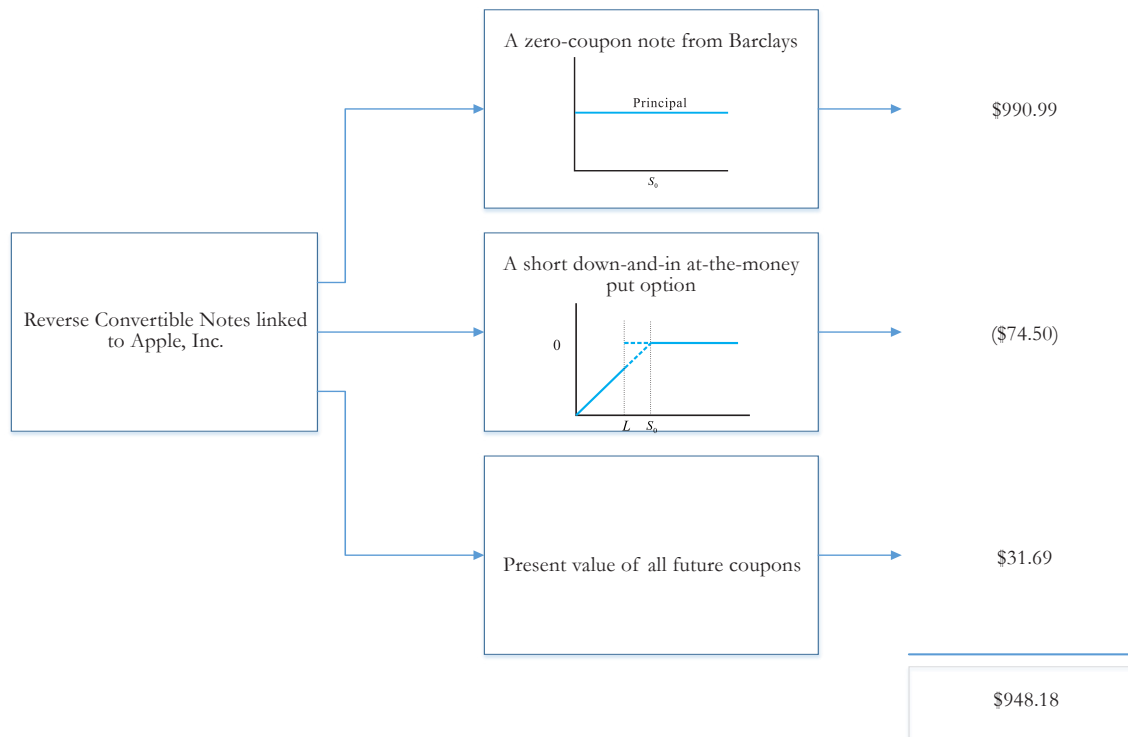 A zero-coupon note from Barclays
Principal
S₀
$990.99
Reverse Convertible Notes linked
to Apple, Inc.
A short down-and-in at-the-money
put option
0
L S₀
($74.50)
Present value of all future coupons
$31.69
$948.18